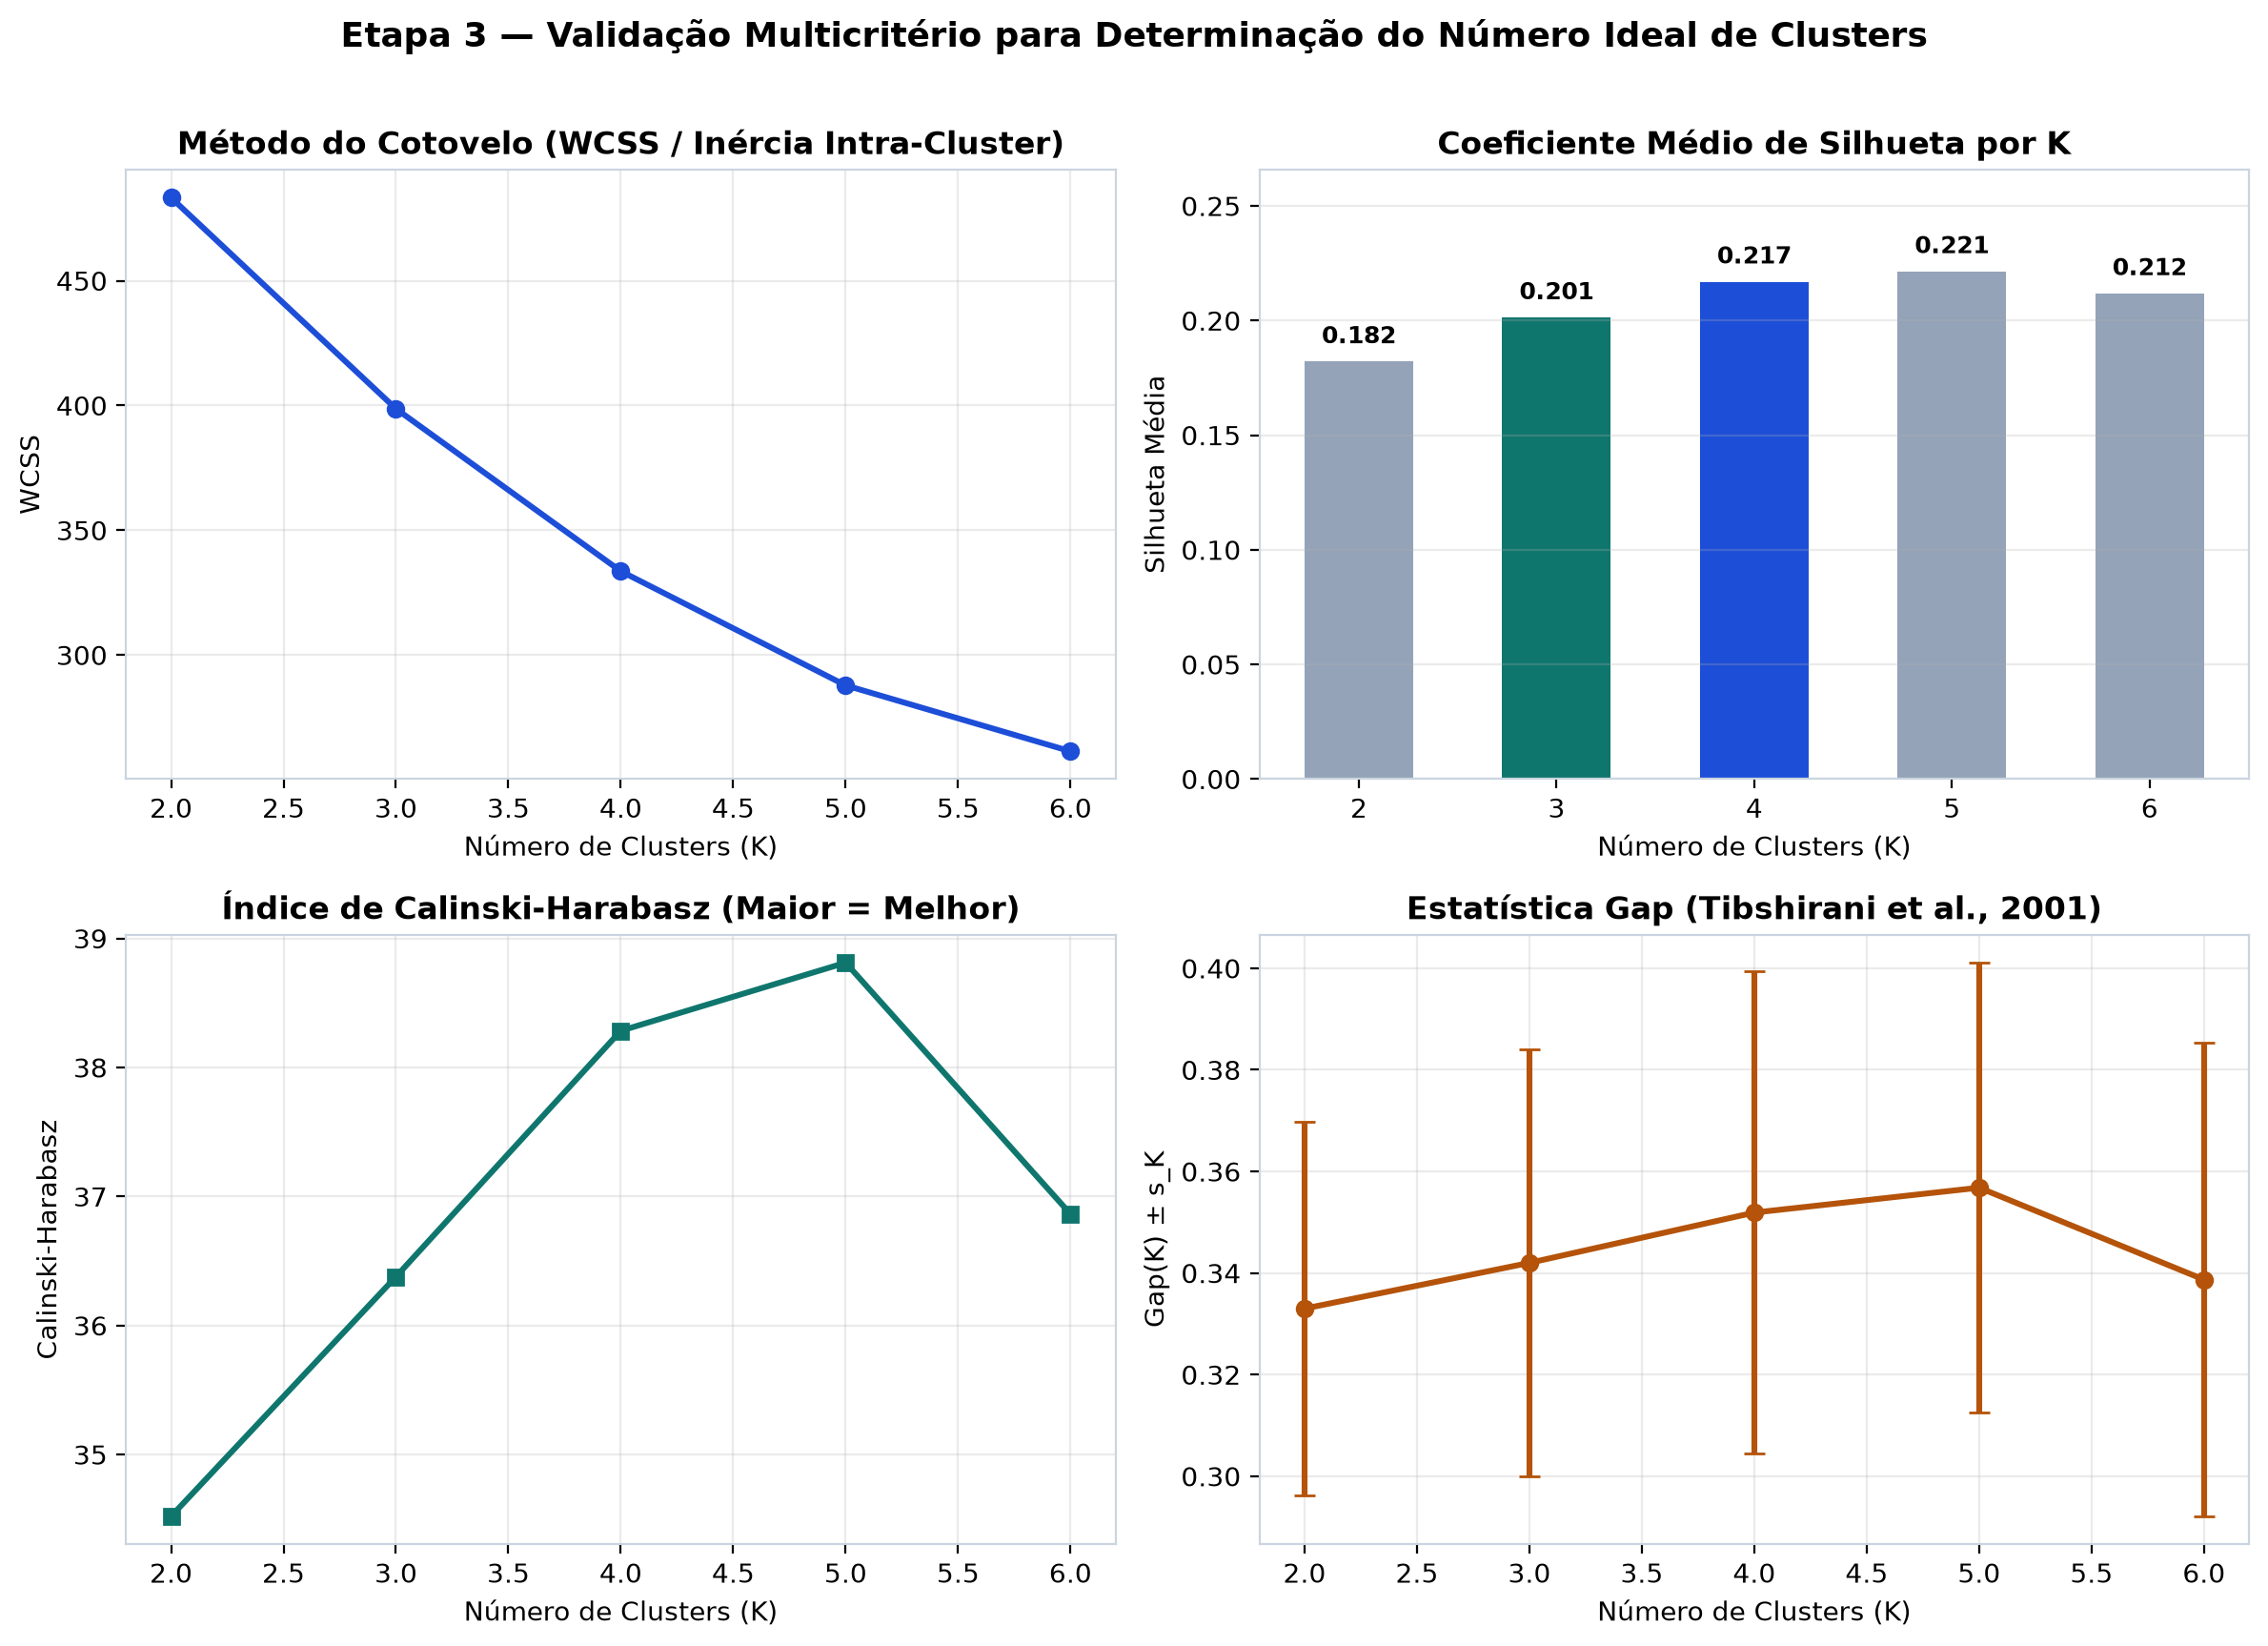 Etapa 3 — Validação Multicritério para Determinação do Número Ideal de Clusters
Método do Cotovelo (WCSS / Inércia Intra-Cluster)
WCSS
450
400
350
300
2.0 2.5 3.0 3.5 4.0 4.5 5.0 5.5 6.0
Número de Clusters (K)
Coeficiente Médio de Silhueta por K
Silhueta Média
0.25
0.20
0.15
0.10
0.05
0.00
0.182
0.201
0.217
0.221
0.212
2 3 4 5 6
Número de Clusters (K)
Índice de Calinski-Harabasz (Maior = Melhor)
Calinski-Harabasz
39
38
37
36
35
2.0 2.5 3.0 3.5 4.0 4.5 5.0 5.5 6.0
Número de Clusters (K)
Estatística Gap (Tibshirani et al., 2001)
Gap(K) ± s_K
0.40
0.38
0.36
0.34
0.32
0.30
2.0 2.5 3.0 3.5 4.0 4.5 5.0 5.5 6.0
Número de Clusters (K)